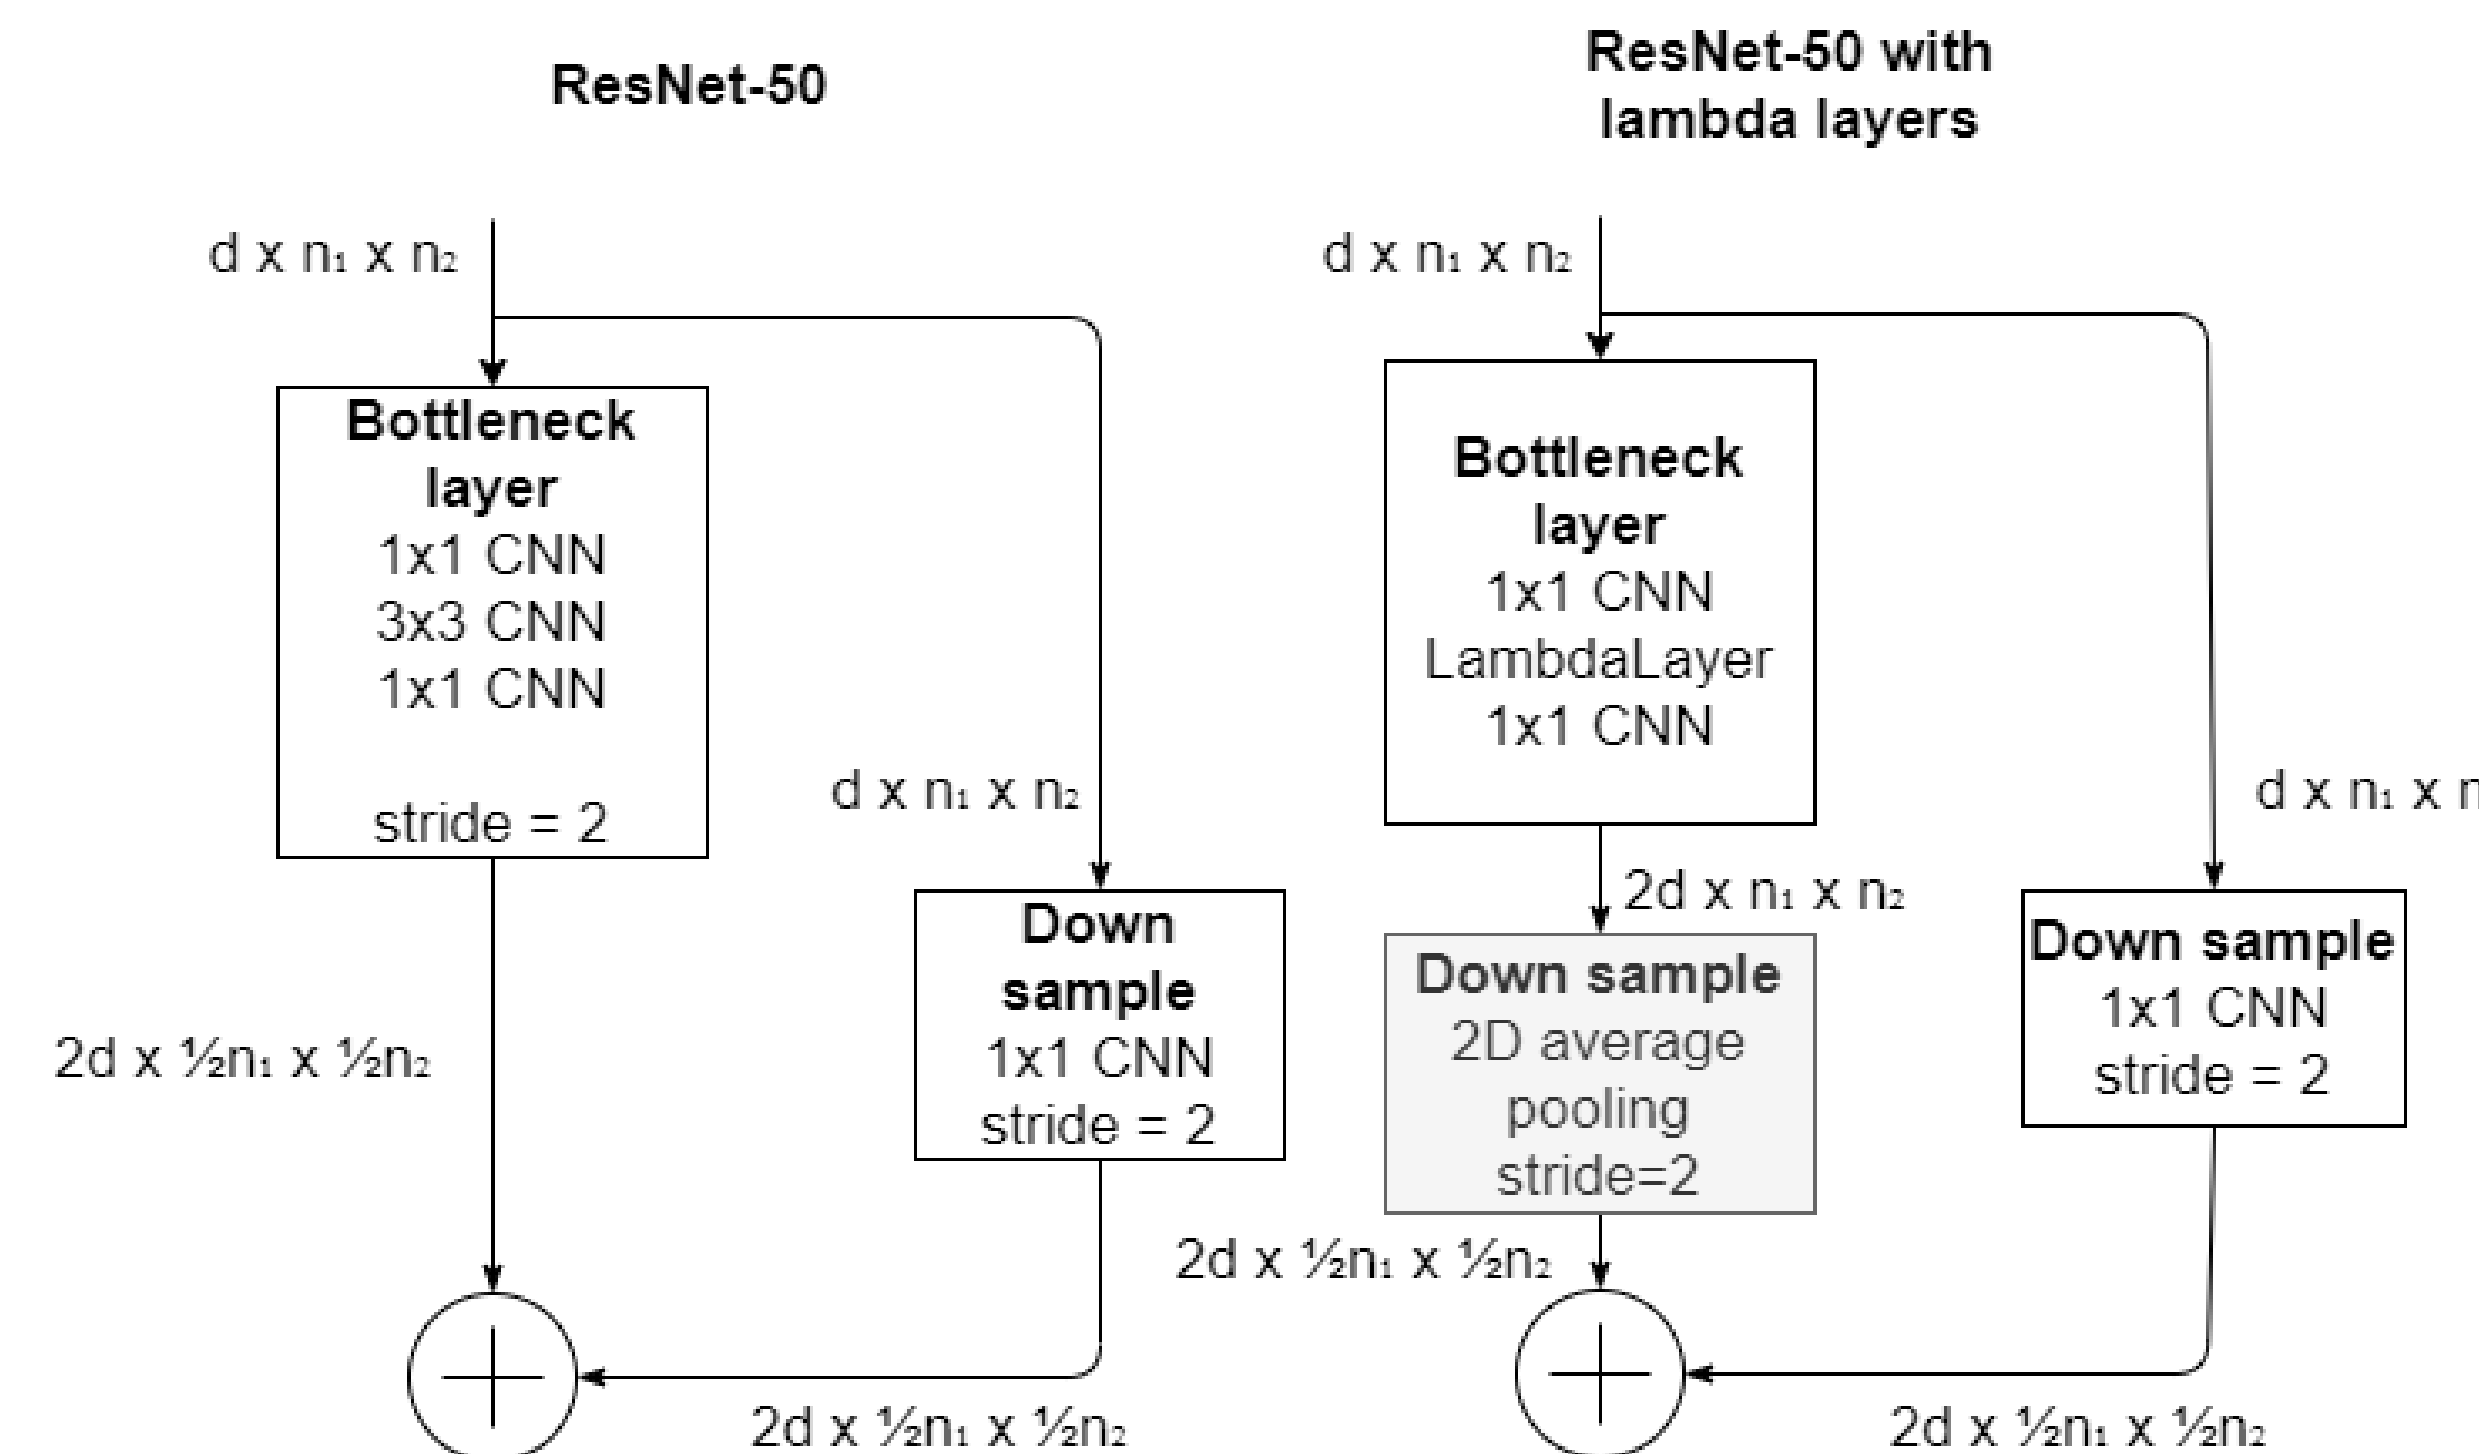 ResNet-50
d x n₁ x n₂
Bottleneck
layer
1x1 CNN
3x3 CNN
1x1 CNN
stride = 2
d x n₁ x n₂
Down
sample
1x1 CNN
stride = 2
2d x ½n₁ x ½n₂
2d x ½n₁ x ½n₂
ResNet-50 with
lambda layers
d x n₁ x n₂
Bottleneck
layer
1x1 CNN
LambdaLayer
1x1 CNN
d x n₁ x n
2d x n₁ x n₂
Down sample
2D average
pooling
stride=2
Down sample
1x1 CNN
stride = 2
2d x ½n₁ x ½n₂
2d x ½n₁ x ½n₂